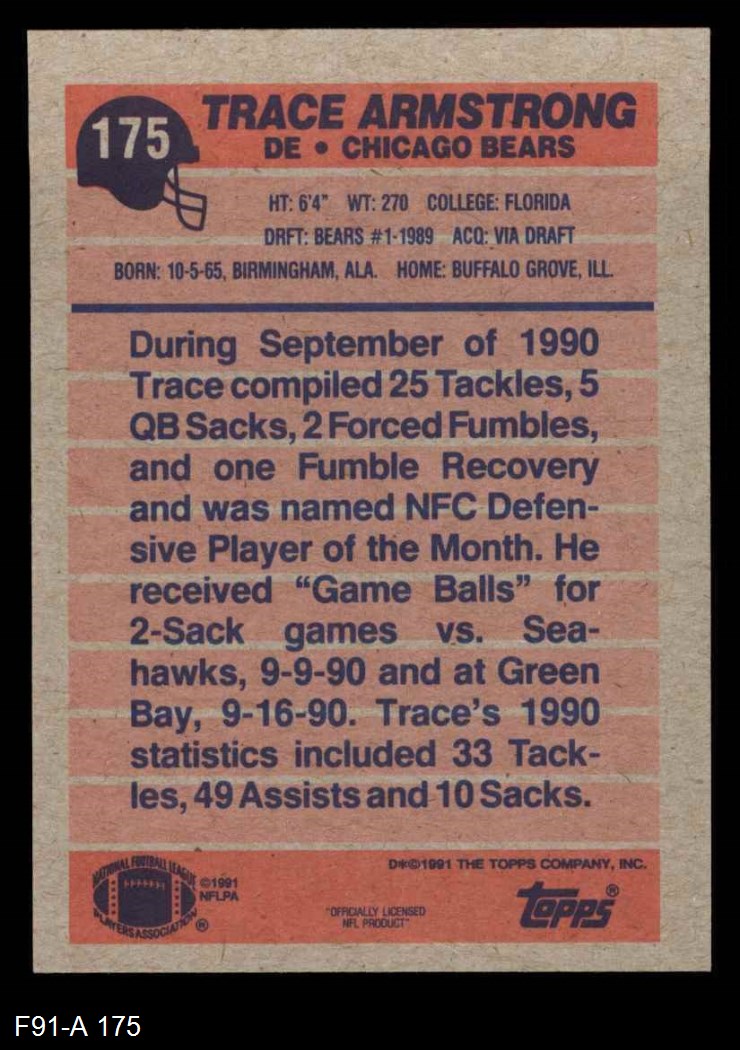 175
TRACE ARMSTRONG
DE • CHICAGO BEARS
HT: 6'4" WT: 270 COLLEGE: FLORIDA
DRFT: BEARS #1-1989 ACQ: VIA DRAFT
BORN: 10-5-65, BIRMINGHAM, ALA. HOME: BUFFALO GROVE, ILL.
During September of 1990
Trace compiled 25 Tackles, 5
QB Sacks, 2 Forced Fumbles,
and one Fumble Recovery
and was named NFC Defen-
sive Player of the Month. He
received “Game Balls” for
2-Sack games vs. Sea-
hawks, 9-9-90 and at Green
Bay, 9-16-90. Trace's 1990
statistics included 33 Tack-
les, 49 Assists and 10 Sacks.
NATIONAL FOOTBALL LEAGUE
PLAYERS ASSOCIATION ®
©1991
NFLPA
"OFFICIALLY LICENSED
NFL PRODUCT"
D*©1991 THE TOPPS COMPANY, INC.
topps®
F91-A 175